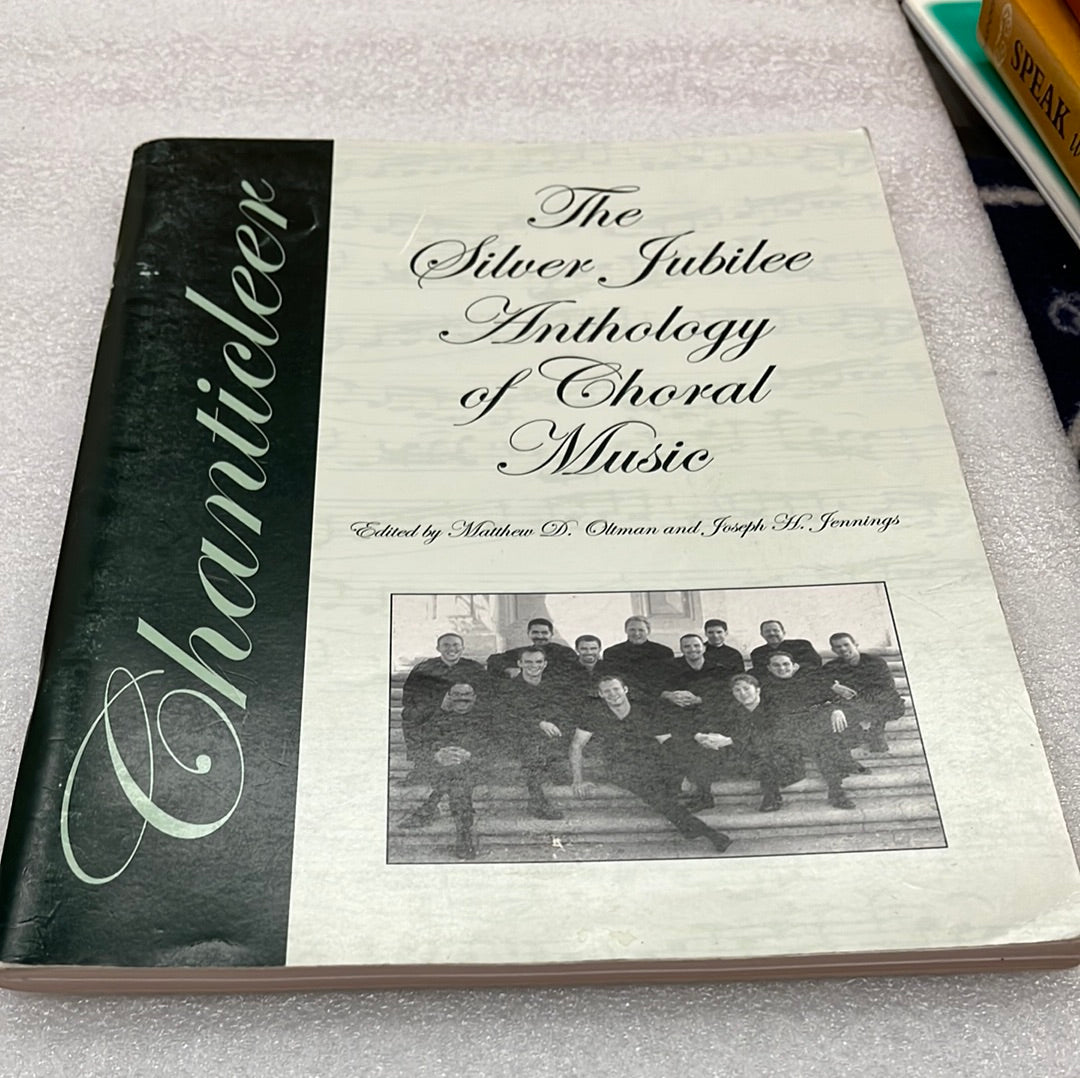 Chanticleer
The
Silver Jubilee
Anthology
of Choral
Music
Edited by Matthew D. Oltman and Joseph H. Jennings
SPEAK